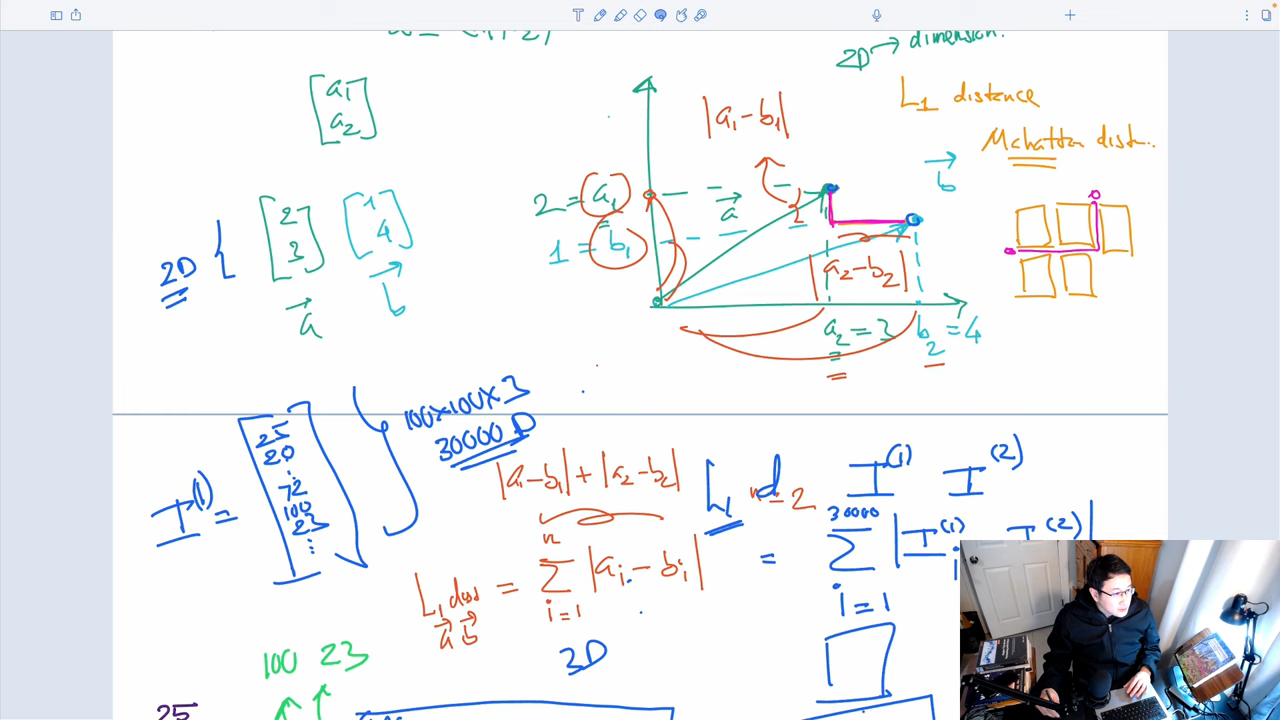 2D → dimension.
[a1
a2]
|a1-b1|
L1 distance
Mahattan dist..
b
2 = a1
a
1 = b1
|a2-b2|
2D { [2
3]
[1
4]
a
b
a2 = 3
b2 = 4
I(1) =
25
20
⋮
72
100
23
⋮
100×100×3
30000 D
|a1-b1|+|a2-b2|
L1 d
n=2
I(1) I(2)
L1 dis = n∑i=1 |ai - bi|
a b
= 30000∑i=1 |I(1)i I(2)|
3D
100 23
25